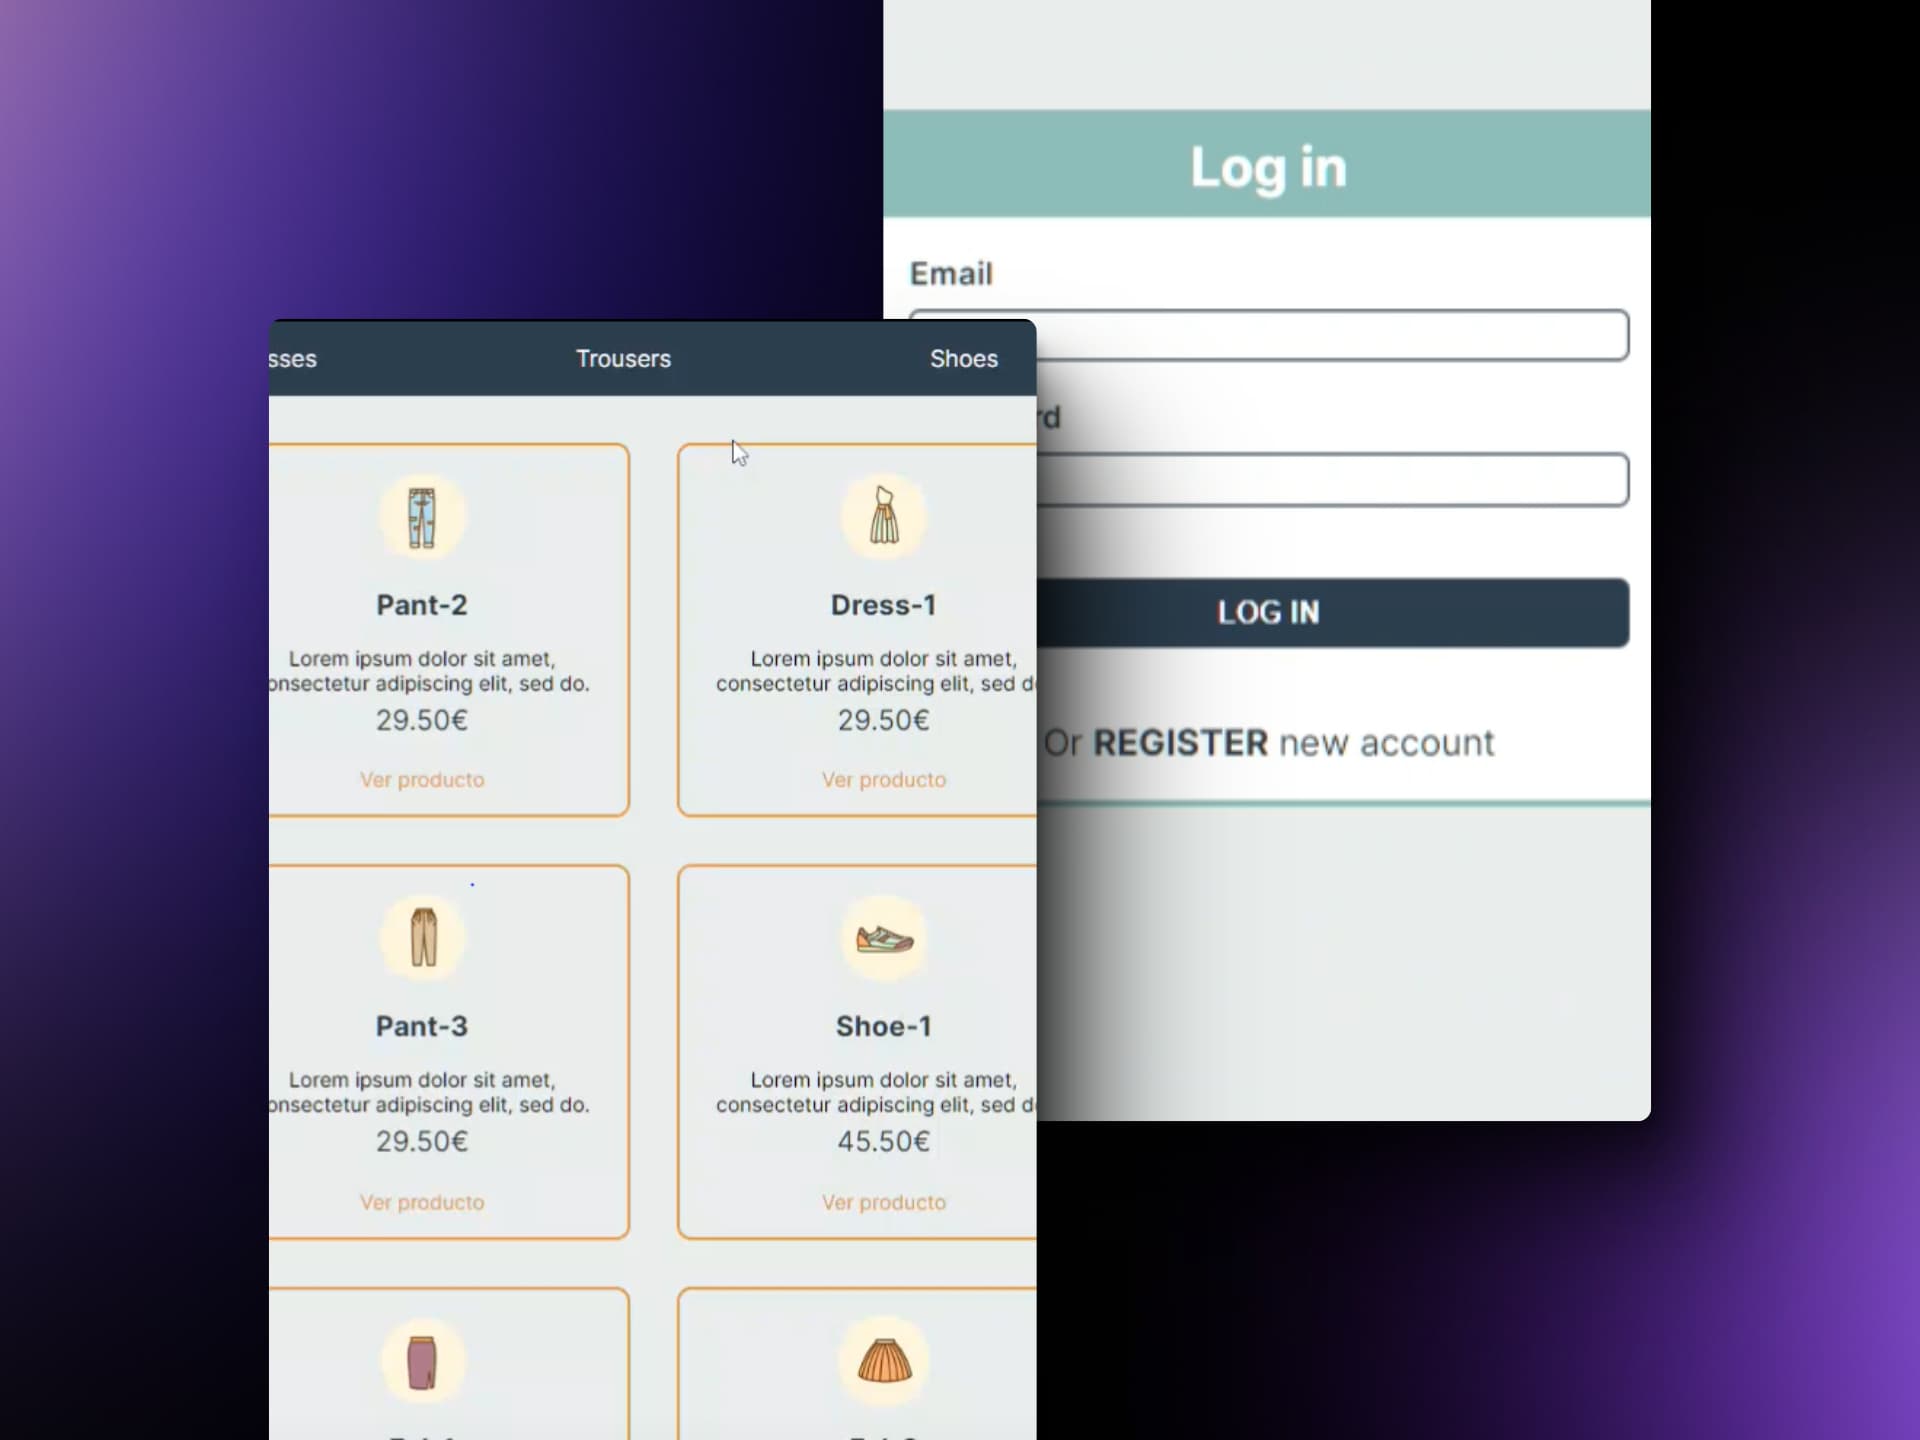 Log in
Email
rd
LOG IN
Or REGISTER new account
sses
Trousers
Shoes
Pant-2
Lorem ipsum dolor sit amet,
onsectetur adipiscing elit, sed do.
29.50€
Ver producto
Dress-1
Lorem ipsum dolor sit amet,
consectetur adipiscing elit, sed d
29.50€
Ver producto
Pant-3
Lorem ipsum dolor sit amet,
onsectetur adipiscing elit, sed do.
29.50€
Ver producto
Shoe-1
Lorem ipsum dolor sit amet,
consectetur adipiscing elit, sed d
45.50€
Ver producto